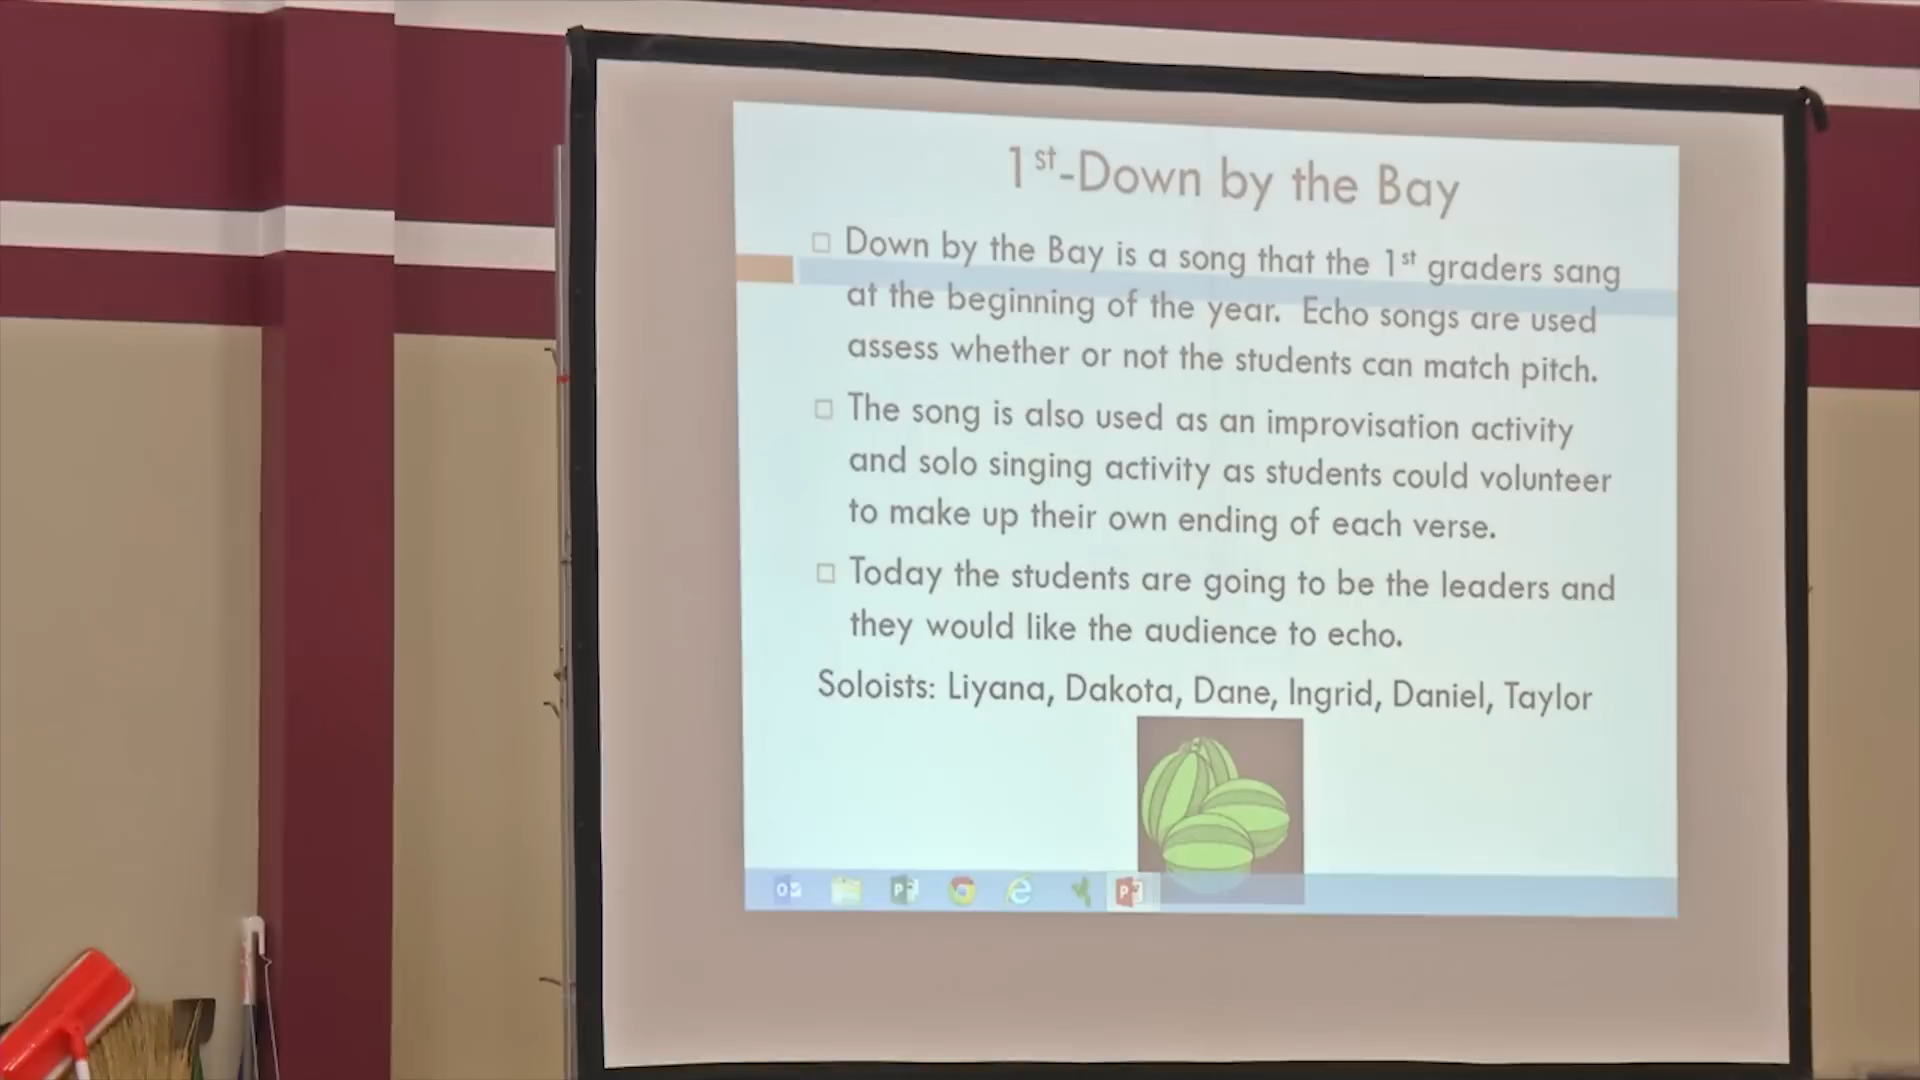 1st-Down by the Bay
Down by the Bay is a song that the 1st graders sang
at the beginning of the year. Echo songs are used
assess whether or not the students can match pitch.
The song is also used as an improvisation activity
and solo singing activity as students could volunteer
to make up their own ending of each verse.
Today the students are going to be the leaders and
they would like the audience to echo.
Soloists: Liyana, Dakota, Dane, Ingrid, Daniel, Taylor